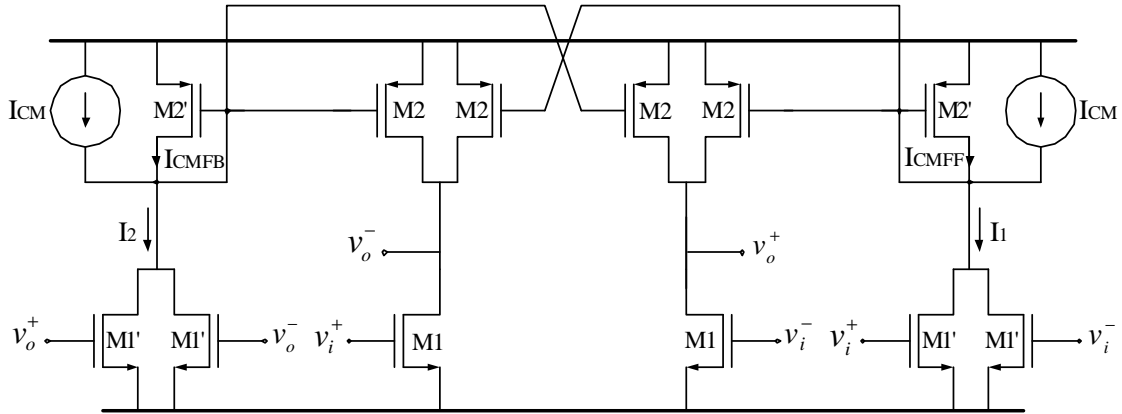 ICM
M2'
M2
M2
M2
M2
M2'
ICM
ICMFB
ICMFF
I2
v_o^-
v_o^+
I1
v_o^+
M1'
M1'
v_o^-
v_i^+
M1
M1
v_i^-
v_i^+
M1'
M1'
v_i^-